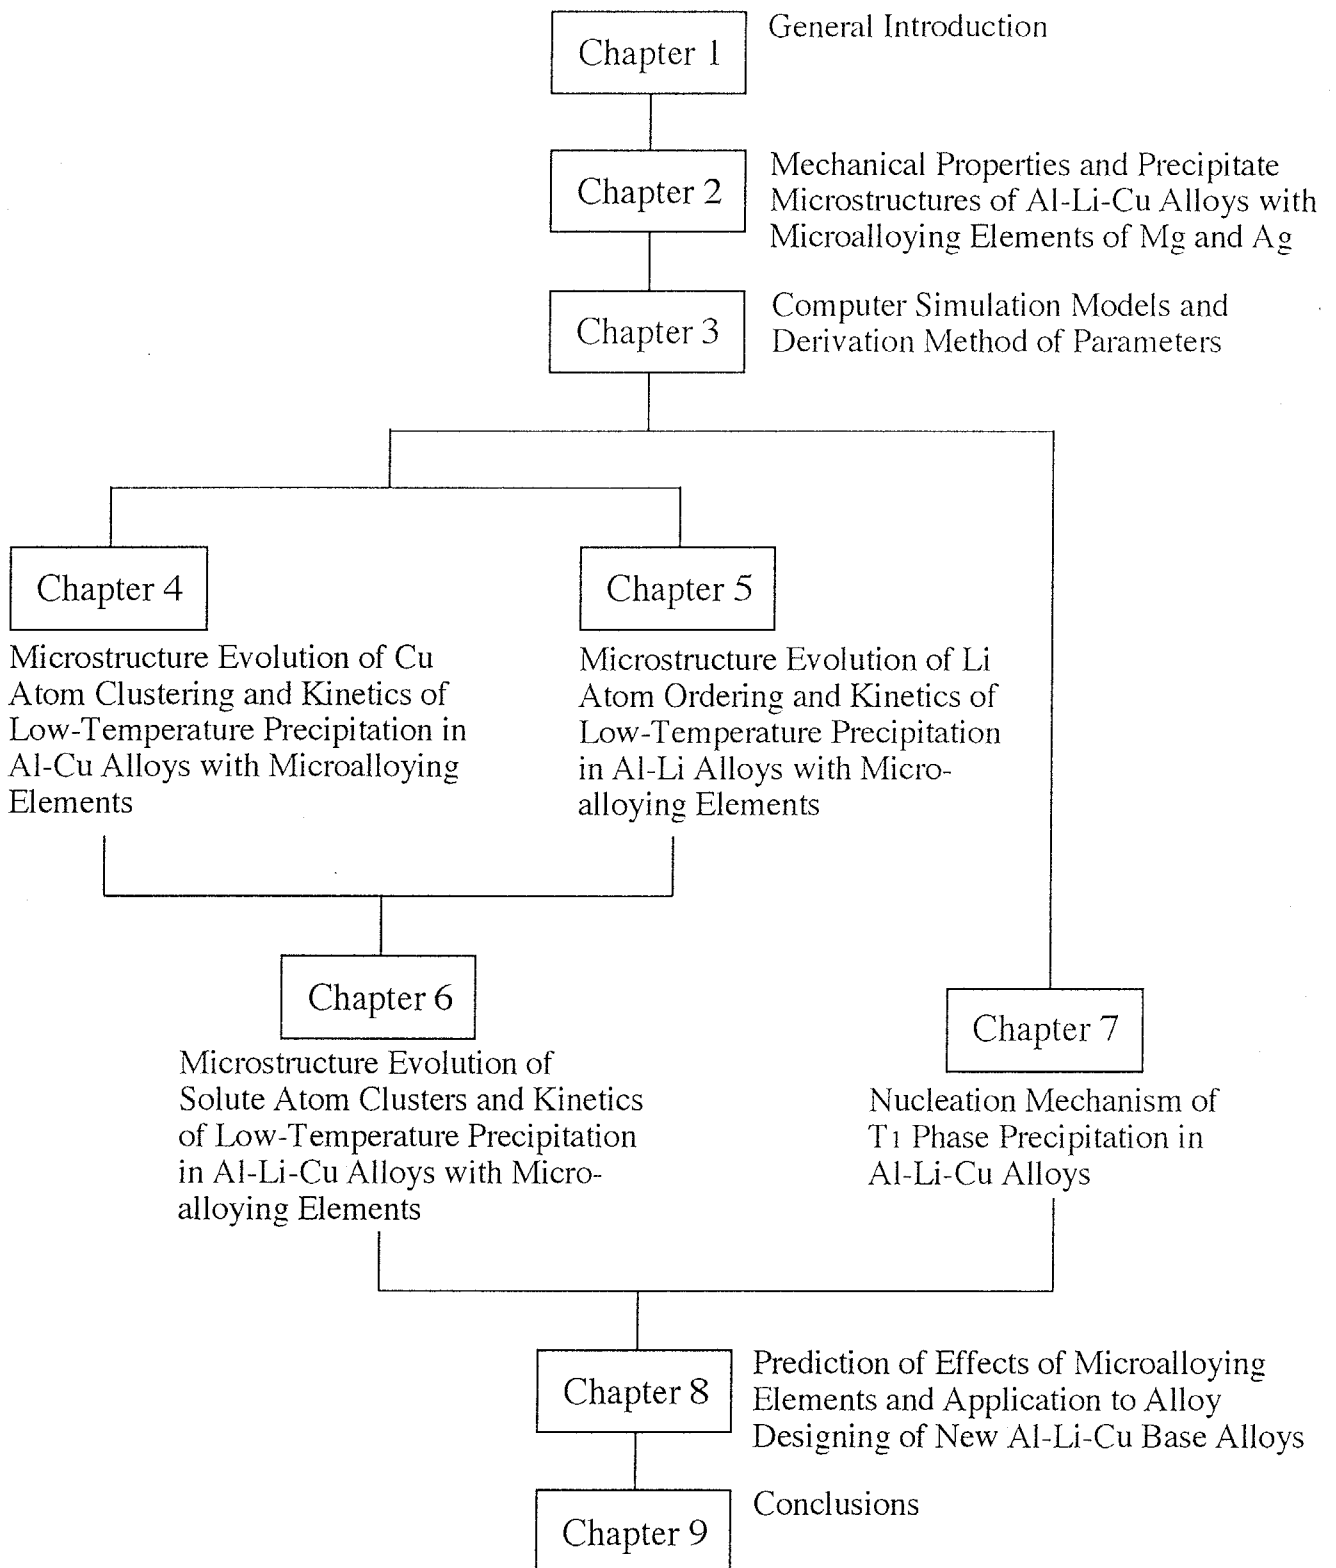 Chapter 1
General Introduction
Chapter 2
Mechanical Properties and Precipitate
Microstructures of Al-Li-Cu Alloys with
Microalloying Elements of Mg and Ag
Chapter 3
Computer Simulation Models and
Derivation Method of Parameters
Chapter 4
Microstructure Evolution of Cu
Atom Clustering and Kinetics of
Low-Temperature Precipitation in
Al-Cu Alloys with Microalloying
Elements
Chapter 5
Microstructure Evolution of Li
Atom Ordering and Kinetics of
Low-Temperature Precipitation
in Al-Li Alloys with Micro-
alloying Elements
Chapter 6
Microstructure Evolution of
Solute Atom Clusters and Kinetics
of Low-Temperature Precipitation
in Al-Li-Cu Alloys with Micro-
alloying Elements
Chapter 7
Nucleation Mechanism of
T1 Phase Precipitation in
Al-Li-Cu Alloys
Chapter 8
Prediction of Effects of Microalloying
Elements and Application to Alloy
Designing of New Al-Li-Cu Base Alloys
Chapter 9
Conclusions